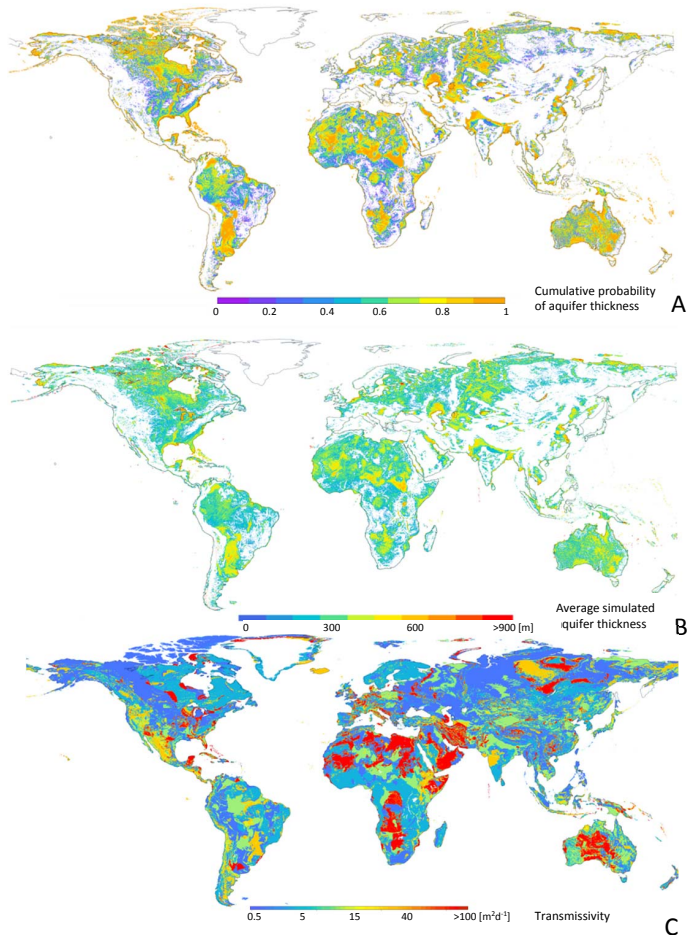 0 0.2 0.4 0.6 0.8 1
Cumulative probability
of aquifer thickness
A
0 300 600 >900 [m]
Average simulated
quifer thickness
B
0.5 5 15 40 >100 [m²d⁻¹]
Transmissivity
C